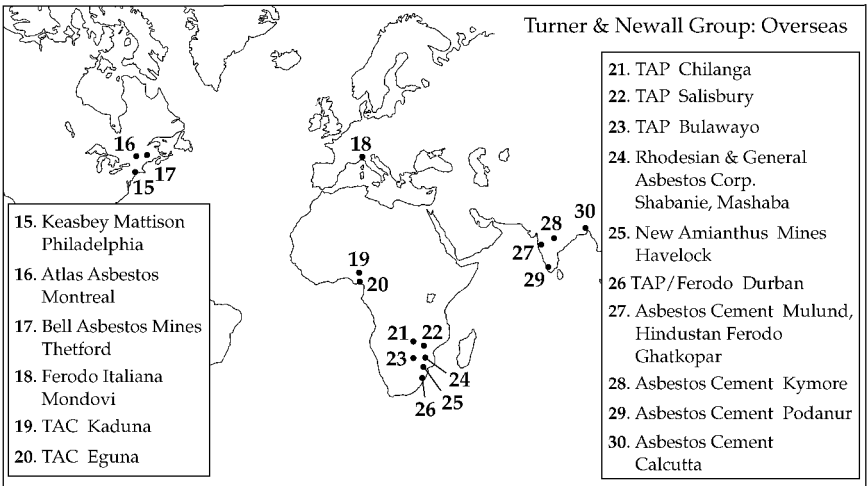 Turner & Newall Group: Overseas
16
15
17
18
19
20
21
22
23
24
25
26
27
28
29
30
15. Keasbey Mattison
Philadelphia
16. Atlas Asbestos
Montreal
17. Bell Asbestos Mines
Thetford
18. Ferodo Italiana
Mondovi
19. TAC Kaduna
20. TAC Eguna
21. TAP Chilanga
22. TAP Salisbury
23. TAP Bulawayo
24. Rhodesian & General
Asbestos Corp.
Shabanie, Mashaba
25. New Amianthus Mines
Havelock
26 TAP/Ferodo Durban
27. Asbestos Cement Mulund,
Hindustan Ferodo
Ghatkopar
28. Asbestos Cement Kymore
29. Asbestos Cement Podanur
30. Asbestos Cement
Calcutta